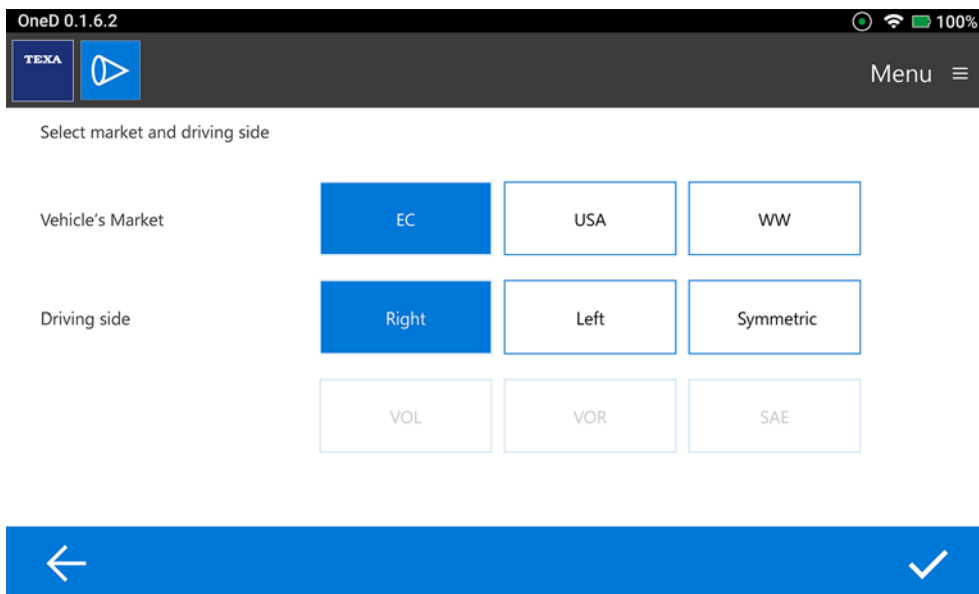 OneD 0.1.6.2 100%
TEXA Menu
Select market and driving side
Vehicle's Market EC USA WW
Driving side Right Left Symmetric
VOL VOR SAE